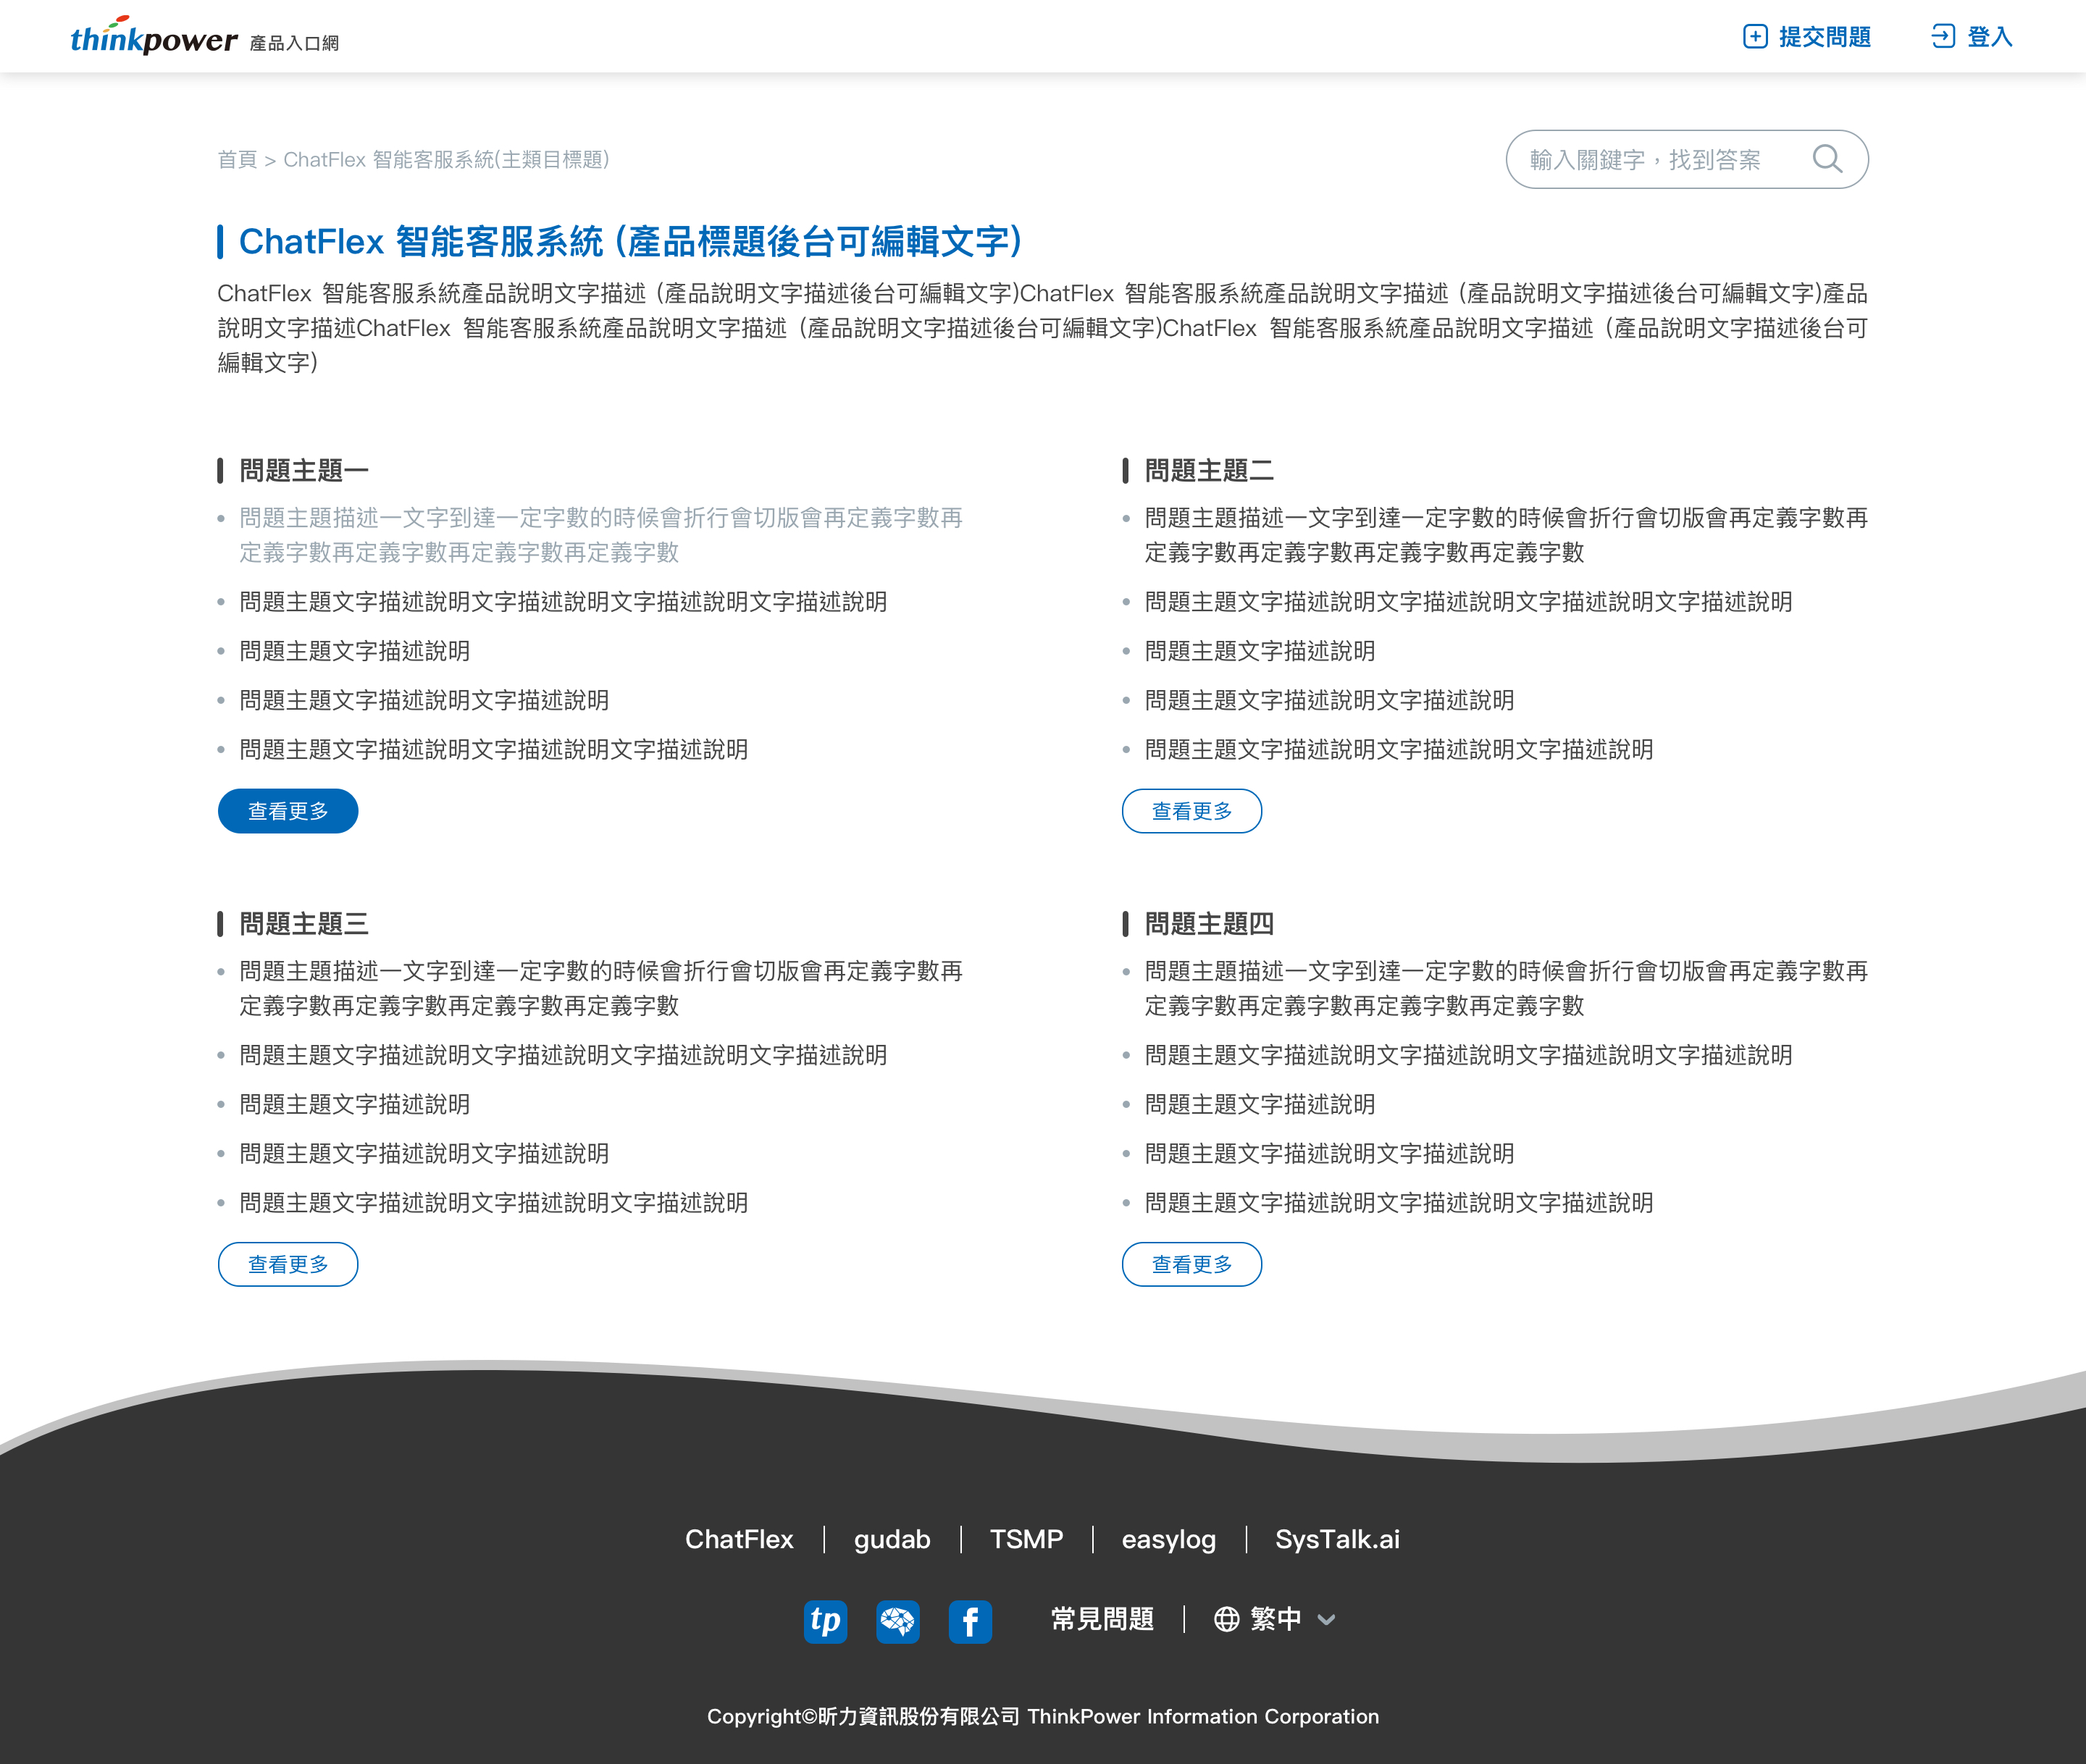 thinkpower 產品入口網
提交問題
登入
首頁 > ChatFlex 智能客服系統(主類目標題)
輸入關鍵字，找到答案
ChatFlex 智能客服系統 (產品標題後台可編輯文字)
ChatFlex 智能客服系統產品說明文字描述 (產品說明文字描述後台可編輯文字)ChatFlex 智能客服系統產品說明文字描述 (產品說明文字描述後台可編輯文字)產品
說明文字描述ChatFlex 智能客服系統產品說明文字描述 (產品說明文字描述後台可編輯文字)ChatFlex 智能客服系統產品說明文字描述 (產品說明文字描述後台可
編輯文字)
問題主題一
問題主題描述一文字到達一定字數的時候會折行會切版會再定義字數再
定義字數再定義字數再定義字數再定義字數
問題主題文字描述說明文字描述說明文字描述說明文字描述說明
問題主題文字描述說明
問題主題文字描述說明文字描述說明
問題主題文字描述說明文字描述說明文字描述說明
查看更多
問題主題二
問題主題描述一文字到達一定字數的時候會折行會切版會再定義字數再
定義字數再定義字數再定義字數再定義字數
問題主題文字描述說明文字描述說明文字描述說明文字描述說明
問題主題文字描述說明
問題主題文字描述說明文字描述說明
問題主題文字描述說明文字描述說明文字描述說明
查看更多
問題主題三
問題主題描述一文字到達一定字數的時候會折行會切版會再定義字數再
定義字數再定義字數再定義字數再定義字數
問題主題文字描述說明文字描述說明文字描述說明文字描述說明
問題主題文字描述說明
問題主題文字描述說明文字描述說明
問題主題文字描述說明文字描述說明文字描述說明
查看更多
問題主題四
問題主題描述一文字到達一定字數的時候會折行會切版會再定義字數再
定義字數再定義字數再定義字數再定義字數
問題主題文字描述說明文字描述說明文字描述說明文字描述說明
問題主題文字描述說明
問題主題文字描述說明文字描述說明
問題主題文字描述說明文字描述說明文字描述說明
查看更多
ChatFlex | gudab | TSMP | easylog | SysTalk.ai
tp f 常見問題 | 繁中
Copyright©昕力資訊股份有限公司 ThinkPower Information Corporation